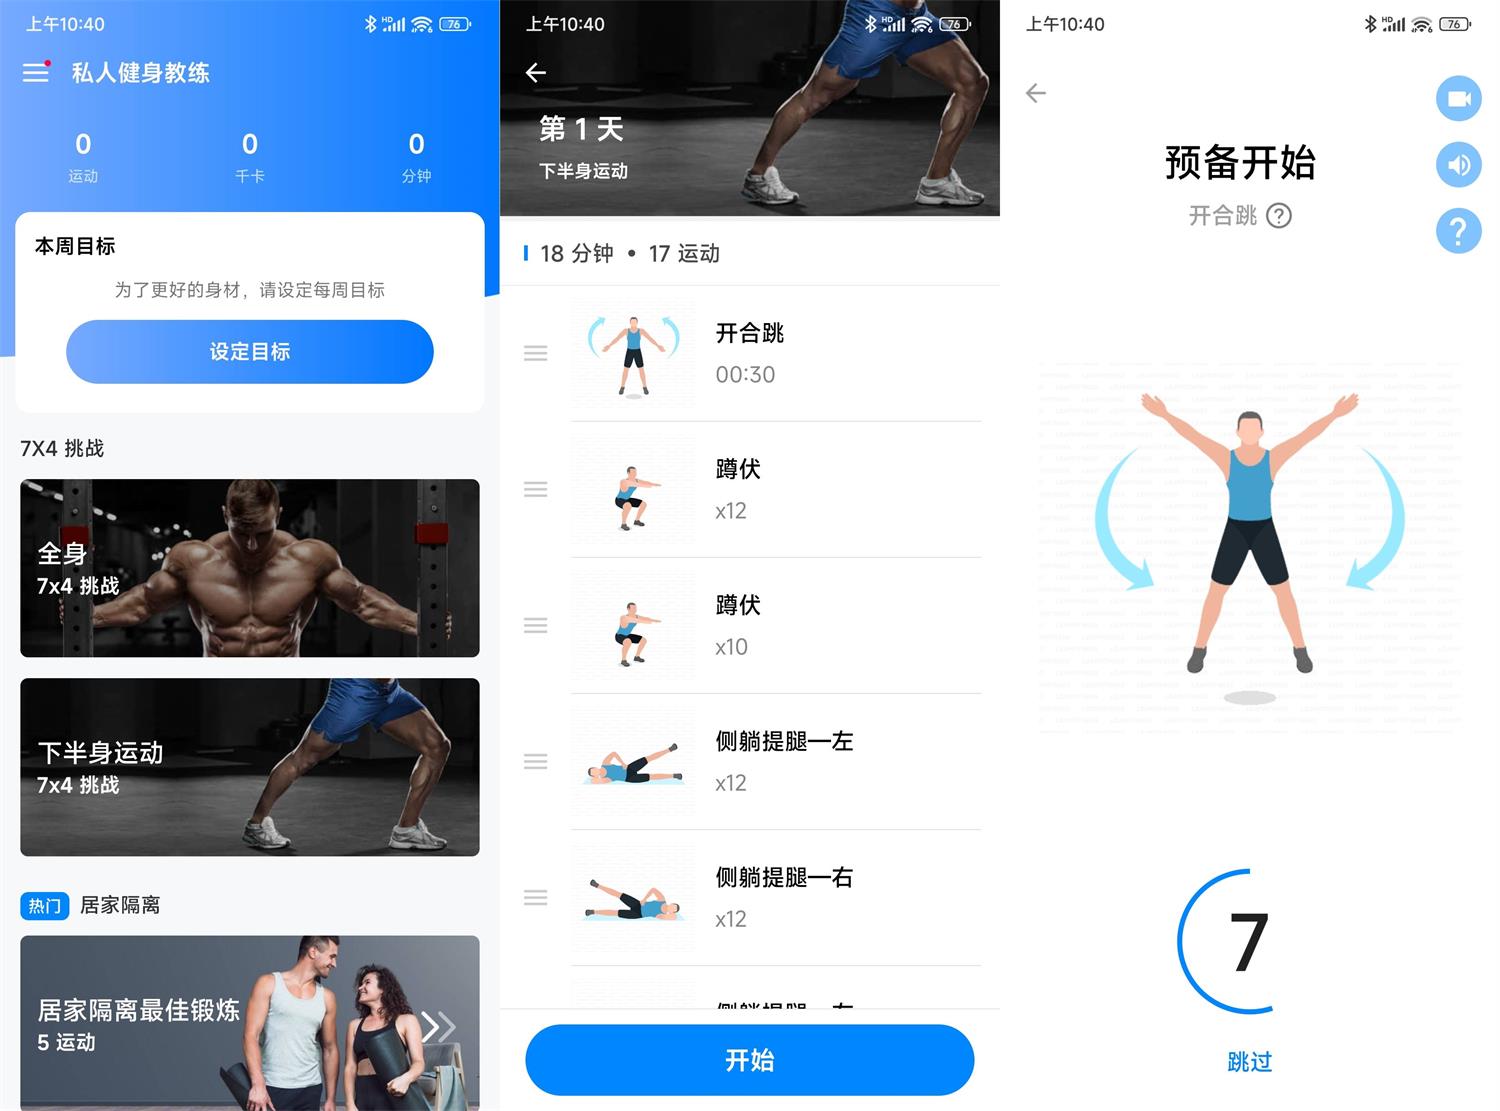 上午10:40
HD
76
私人健身教练
0
运动
0
千卡
0
分钟
本周目标
为了更好的身材，请设定每周目标
设定目标
7X4 挑战
全身
7x4 挑战
下半身运动
7x4 挑战
热门 居家隔离
居家隔离最佳锻炼
5 运动
上午10:40
HD
76
第 1 天
下半身运动
18 分钟 • 17 运动
开合跳
00:30
蹲伏
x12
蹲伏
x10
侧躺提腿—左
x12
侧躺提腿—右
x12
开始
上午10:40
HD
76
预备开始
开合跳 ?
?
7
跳过